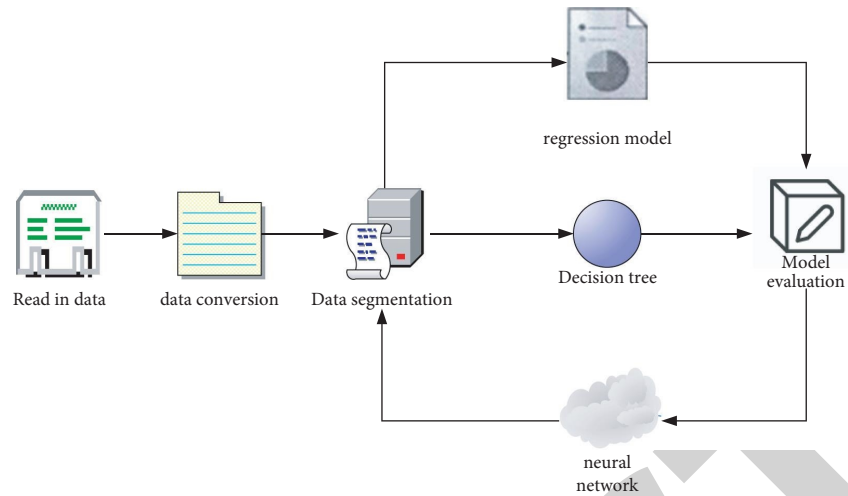 regression model
Read in data
data conversion
Data segmentation
Decision tree
Model
evaluation
neural
network